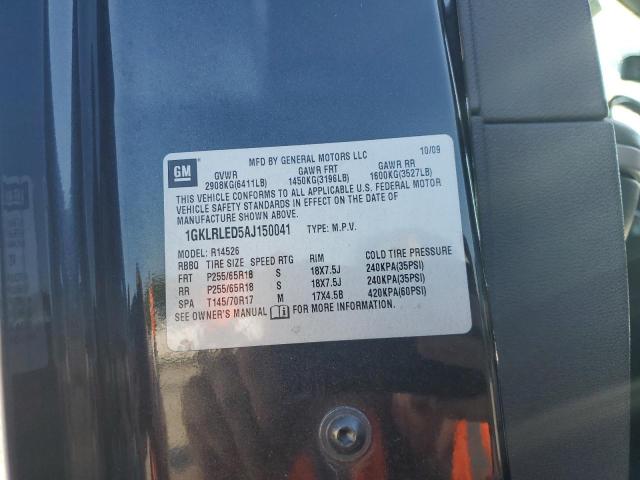 GM
MFD BY GENERAL MOTORS LLC 10/09
GVWR GAWR FRT GAWR RR
2908KG(6411LB) 1450KG(3196LB) 1600KG(3527LB)
THIS VEHICLE CONFORMS TO ALL APPLICABLE U.S. FEDERAL MOTOR
VEHICLE SAFETY STANDARDS IN EFFECT ON THE DATE OF
MANUFACTURE SHOWN ABOVE.
1GKLRLED5AJ150041 TYPE: M.P.V.
MODEL: R14526
RBBQ TIRE SIZE SPEED RTG RIM COLD TIRE PRESSURE
FRT P255/65R18 S 18X7.5J 240KPA(35PSI)
RR P255/65R18 S 18X7.5J 240KPA(35PSI)
SPA T145/70R17 M 17X4.5B 420KPA(60PSI)
SEE OWNER'S MANUAL FOR MORE INFORMATION.